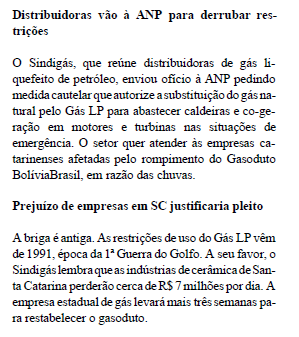 Distribuidoras vão à ANP para derrubar res-
trições
O Sindigás, que reúne distribuidoras de gás li-
quefeito de petróleo, enviou ofício à ANP pedindo
medida cautelar que autorize a substituição do gás na-
tural pelo Gás LP para abastecer caldeiras e co-ge-
ração em motores e turbinas nas situações de
emergência. O setor quer atender às empresas ca-
tarinenses afetadas pelo rompimento do Gasoduto
BolíviaBrasil, em razão das chuvas.
Prejuízo de empresas em SC justificaria pleito
A briga é antiga. As restrições de uso do Gás LP vêm
de 1991, época da 1ª Guerra do Golfo. A seu favor, o
Sindigás lembra que as indústrias de cerâmica de San-
ta Catarina perderão cerca de R$ 7 milhões por dia. A
empresa estadual de gás levará mais três semanas pa-
ra restabelecer o gasoduto.